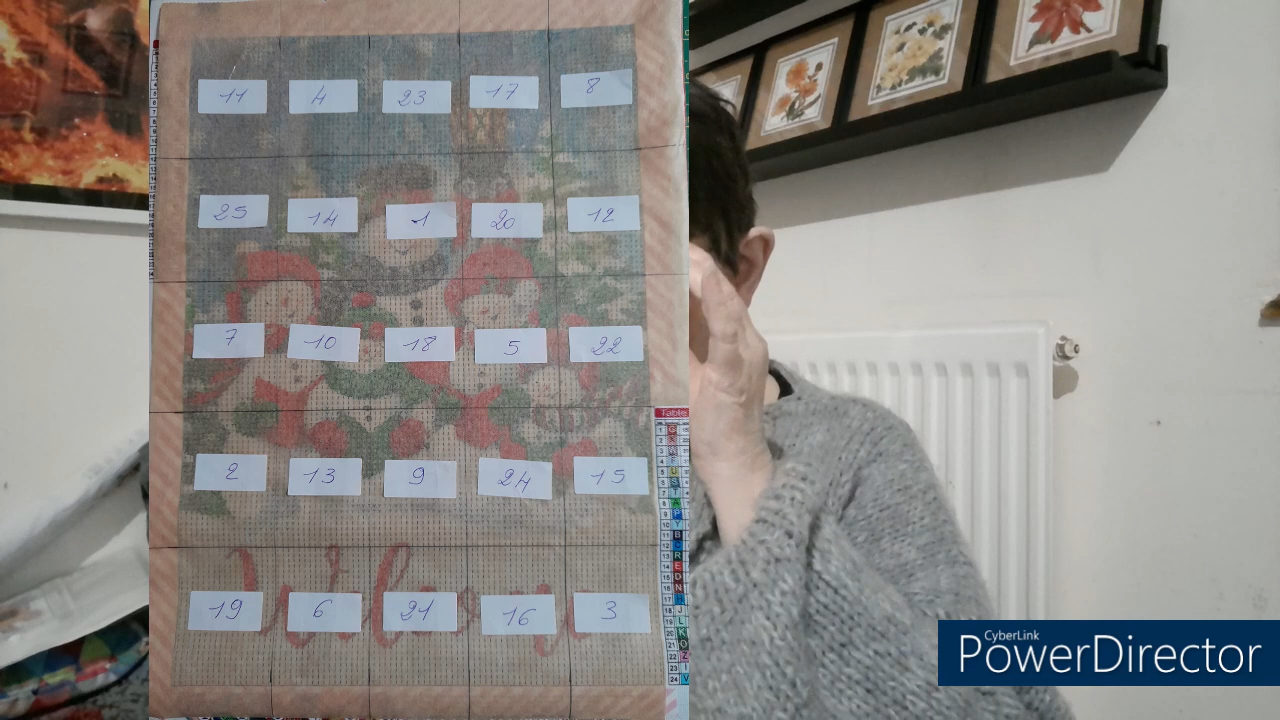 11 4 23 17 8
25 14 1 20 12
7 10 18 5 22
2 13 9 24 15
19 6 21 16 3
Table
CyberLink
PowerDirector